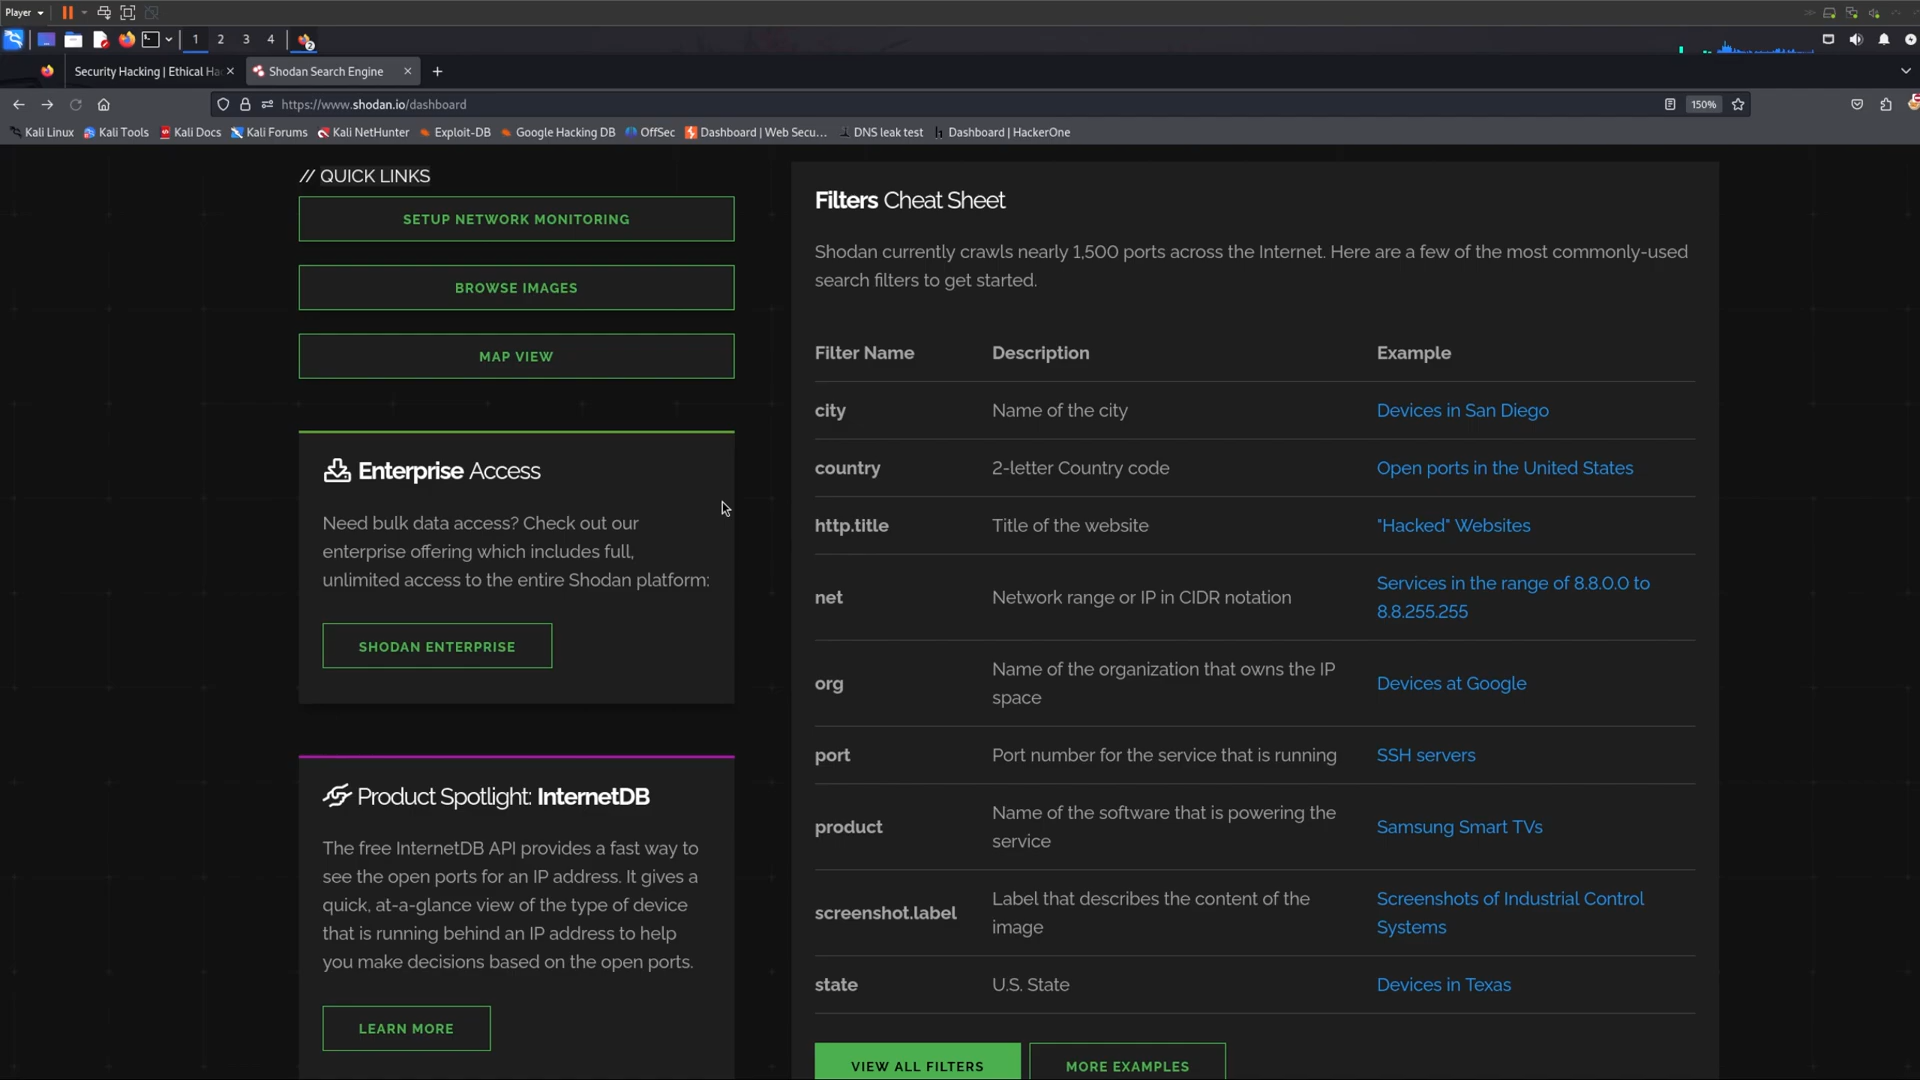 Player
1
2
3
4
2
Security Hacking | Ethical Hac
Shodan Search Engine
https://www.shodan.io/dashboard
150%
Kali Linux
Kali Tools
Kali Docs
Kali Forums
Kali NetHunter
Exploit-DB
Google Hacking DB
OffSec
Dashboard | Web Secu...
DNS leak test
Dashboard | HackerOne
// QUICK LINKS
SETUP NETWORK MONITORING
BROWSE IMAGES
MAP VIEW
Enterprise Access
Need bulk data access? Check out our
enterprise offering which includes full,
unlimited access to the entire Shodan platform:
SHODAN ENTERPRISE
Product Spotlight: InternetDB
The free InternetDB API provides a fast way to
see the open ports for an IP address. It gives a
quick, at-a-glance view of the type of device
that is running behind an IP address to help
you make decisions based on the open ports.
LEARN MORE
Filters Cheat Sheet
Shodan currently crawls nearly 1,500 ports across the Internet. Here are a few of the most commonly-used
search filters to get started.
Filter Name Description Example
city Name of the city Devices in San Diego
country 2-letter Country code Open ports in the United States
http.title Title of the website "Hacked" Websites
net Network range or IP in CIDR notation Services in the range of 8.8.0.0 to
8.8.255.255
org Name of the organization that owns the IP
space Devices at Google
port Port number for the service that is running SSH servers
product Name of the software that is powering the
service Samsung Smart TVs
screenshot.label Label that describes the content of the
image Screenshots of Industrial Control
Systems
state U.S. State Devices in Texas
VIEW ALL FILTERS
MORE EXAMPLES